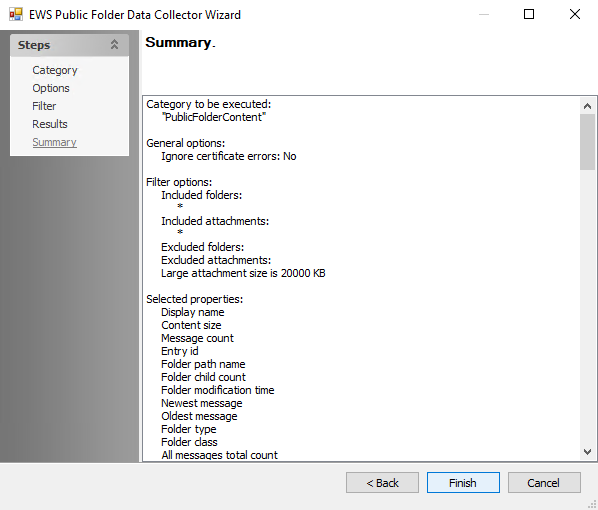 EWS Public Folder Data Collector Wizard
Steps
Category
Options
Filter
Results
Summary
Summary.
Category to be executed:
"PublicFolderContent"
General options:
Ignore certificate errors: No
Filter options:
Included folders:
*
Included attachments:
*
Excluded folders:
Excluded attachments:
Large attachment size is 20000 KB
Selected properties:
Display name
Content size
Message count
Entry id
Folder path name
Folder child count
Folder modification time
Newest message
Oldest message
Folder type
Folder class
All messages total count
< Back
Finish
Cancel